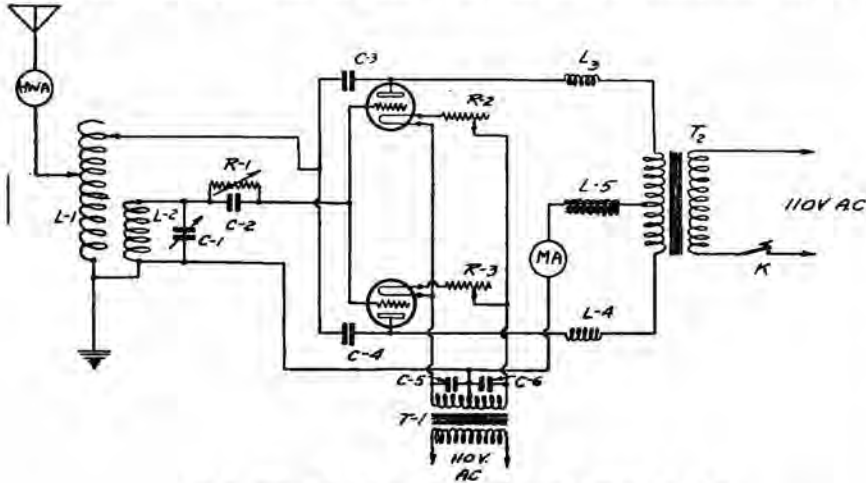 HWA
L-1
L-2
C-1
R-1
C-2
C-3
C-4
R-2
R-3
L3
L-5
MA
L-4
T2
110V AC
K
C-5
C-6
T-1
110V.
AC